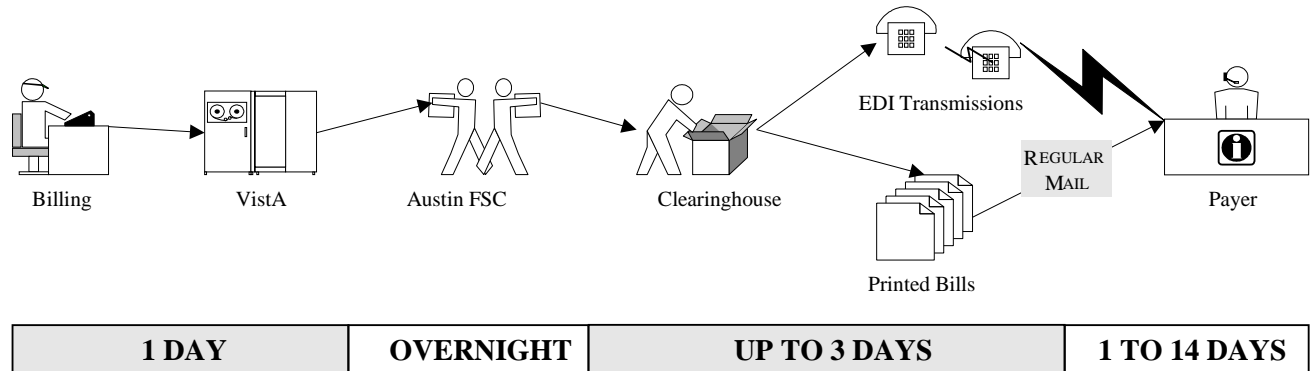 EDI Transmissions
REGULAR
MAIL
Billing
VistA
Austin FSC
Clearinghouse
Payer
Printed Bills
1 DAY
OVERNIGHT
UP TO 3 DAYS
1 TO 14 DAYS